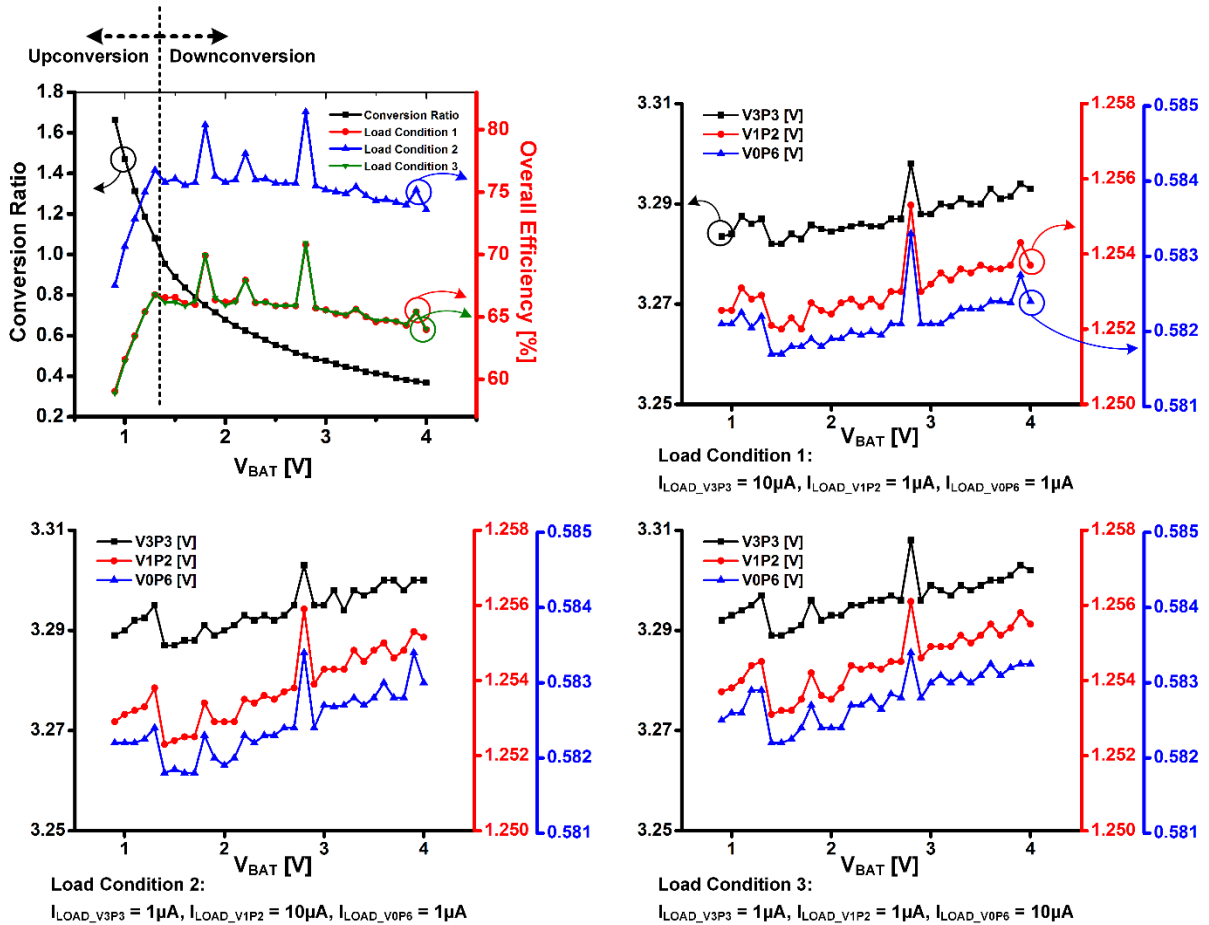 Upconversion Downconversion
1.8
1.6
1.4
1.2
1.0
0.8
0.6
0.4
0.2
Conversion Ratio
Conversion Ratio
Load Condition 1
Load Condition 2
Load Condition 3
80
75
70
65
60
Overall Efficiency [%]
1 2 3 4
VBAT [V]
3.31
3.29
3.27
3.25
V3P3 [V]
V1P2 [V]
V0P6 [V]
1.258
1.256
1.254
1.252
1.250
0.585
0.584
0.583
0.582
0.581
1 2 3 4
VBAT [V]
Load Condition 1:
ILOAD_V3P3 = 10µA, ILOAD_V1P2 = 1µA, ILOAD_V0P6 = 1µA
3.31
3.29
3.27
3.25
V3P3 [V]
V1P2 [V]
V0P6 [V]
1.258
1.256
1.254
1.252
1.250
0.585
0.584
0.583
0.582
0.581
1 2 3 4
VBAT [V]
Load Condition 2:
ILOAD_V3P3 = 1µA, ILOAD_V1P2 = 10µA, ILOAD_V0P6 = 1µA
3.31
3.29
3.27
3.25
V3P3 [V]
V1P2 [V]
V0P6 [V]
1.258
1.256
1.254
1.252
1.250
0.585
0.584
0.583
0.582
0.581
1 2 3 4
VBAT [V]
Load Condition 3:
ILOAD_V3P3 = 1µA, ILOAD_V1P2 = 1µA, ILOAD_V0P6 = 10µA